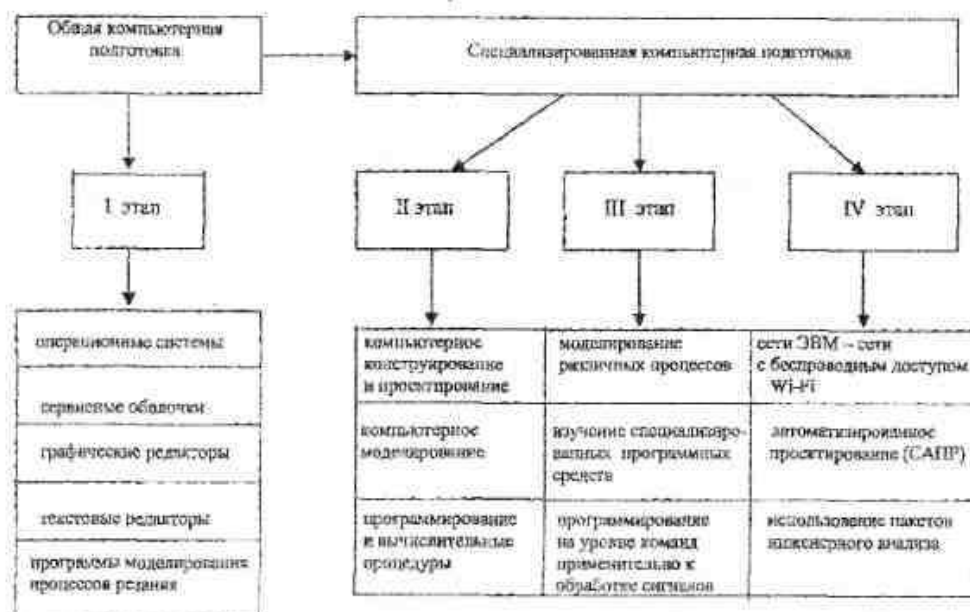 Общая компьютерная
подготовка
Специализированная компьютерная подготовка
I этап
II этап
III этап
IV этап
операционные системы
сервисные оболочки
графические редакторы
текстовые редакторы
программы моделирования
процессов резания
компьютерное
конструирование
и проектирование
компьютерное
моделирование
программирование
и вычислительные
процедуры
моделирование
различных процессов
изучение специализиро-
ванных программных
средств
программирование
на уровне команд
применительно к
обработке сигналов
сети ЭВМ – сети
с беспроводным доступом
Wi-Fi
автоматизированное
проектирование (САПР)
использование пакетов
инженерного анализа